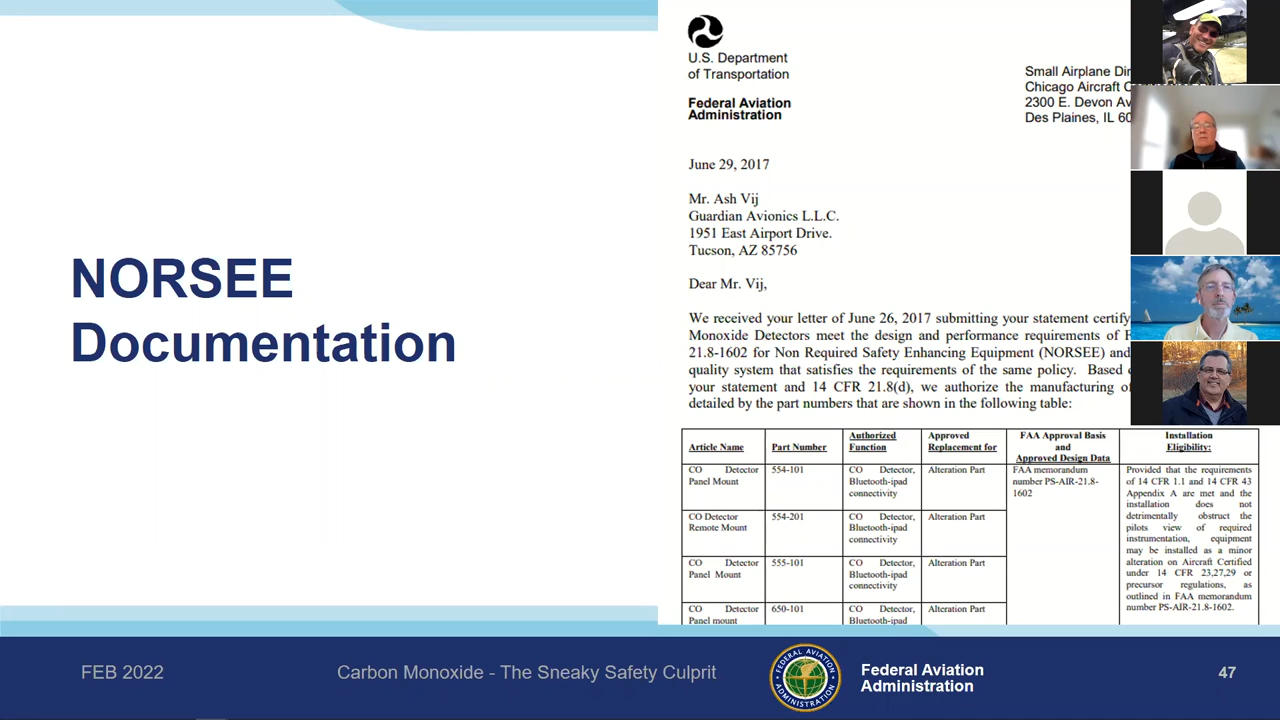 NORSEE
Documentation
U.S. Department
of Transportation
Federal Aviation
Administration
Small Airplane
Chicago Aircraft
2300 E. Devon
Des Plaines, IL
June 29, 2017
Mr. Ash Vij
Guardian Avionics L.L.C.
1951 East Airport Drive.
Tucson, AZ 85756
Dear Mr. Vij,
We received your letter of June 26, 2017 submitting your statement
Monoxide Detectors meet the design and performance requirements of
21.8-1602 for Non Required Safety Enhancing Equipment (NORSEE) and
quality system that satisfies the requirements of the same policy. Based
your statement and 14 CFR 21.8(d), we authorize the manufacturing
detailed by the part numbers that are shown in the following table:
Article Name
Part Number
Authorized
Function
Approved
Replacement for
FAA Approval Basis
and
Approved Design Data
Installation
Eligibility:
CO Detector
Panel Mount
554-101
CO Detector,
Bluetooth-ipad
connectivity
Alteration Part
FAA memorandum
number PS-AIR-21.8-
1602
Provided that the requirements
of 14 CFR 1.1 and 14 CFR 43
Appendix A are met and the
installation does not
detrimentally obstruct the
pilots view of required
instrumentation, equipment
may be installed as a minor
alteration on Aircraft Certified
under 14 CFR 23,27,29 or
precursor regulations, as
outlined in FAA memorandum
number PS-AIR-21.8-1602.
CO Detector
Remote Mount
554-201
CO Detector,
Bluetooth-ipad
connectivity
Alteration Part
CO Detector
Panel Mount
555-101
CO Detector,
Bluetooth-ipad
connectivity
Alteration Part
CO Detector
Panel mount
650-101
CO Detector,
Bluetooth-ipad
Alteration Part
FEB 2022
Carbon Monoxide - The Sneaky Safety Culprit
FEDERAL AVIATION
ADMINISTRATION
Federal Aviation
Administration
47